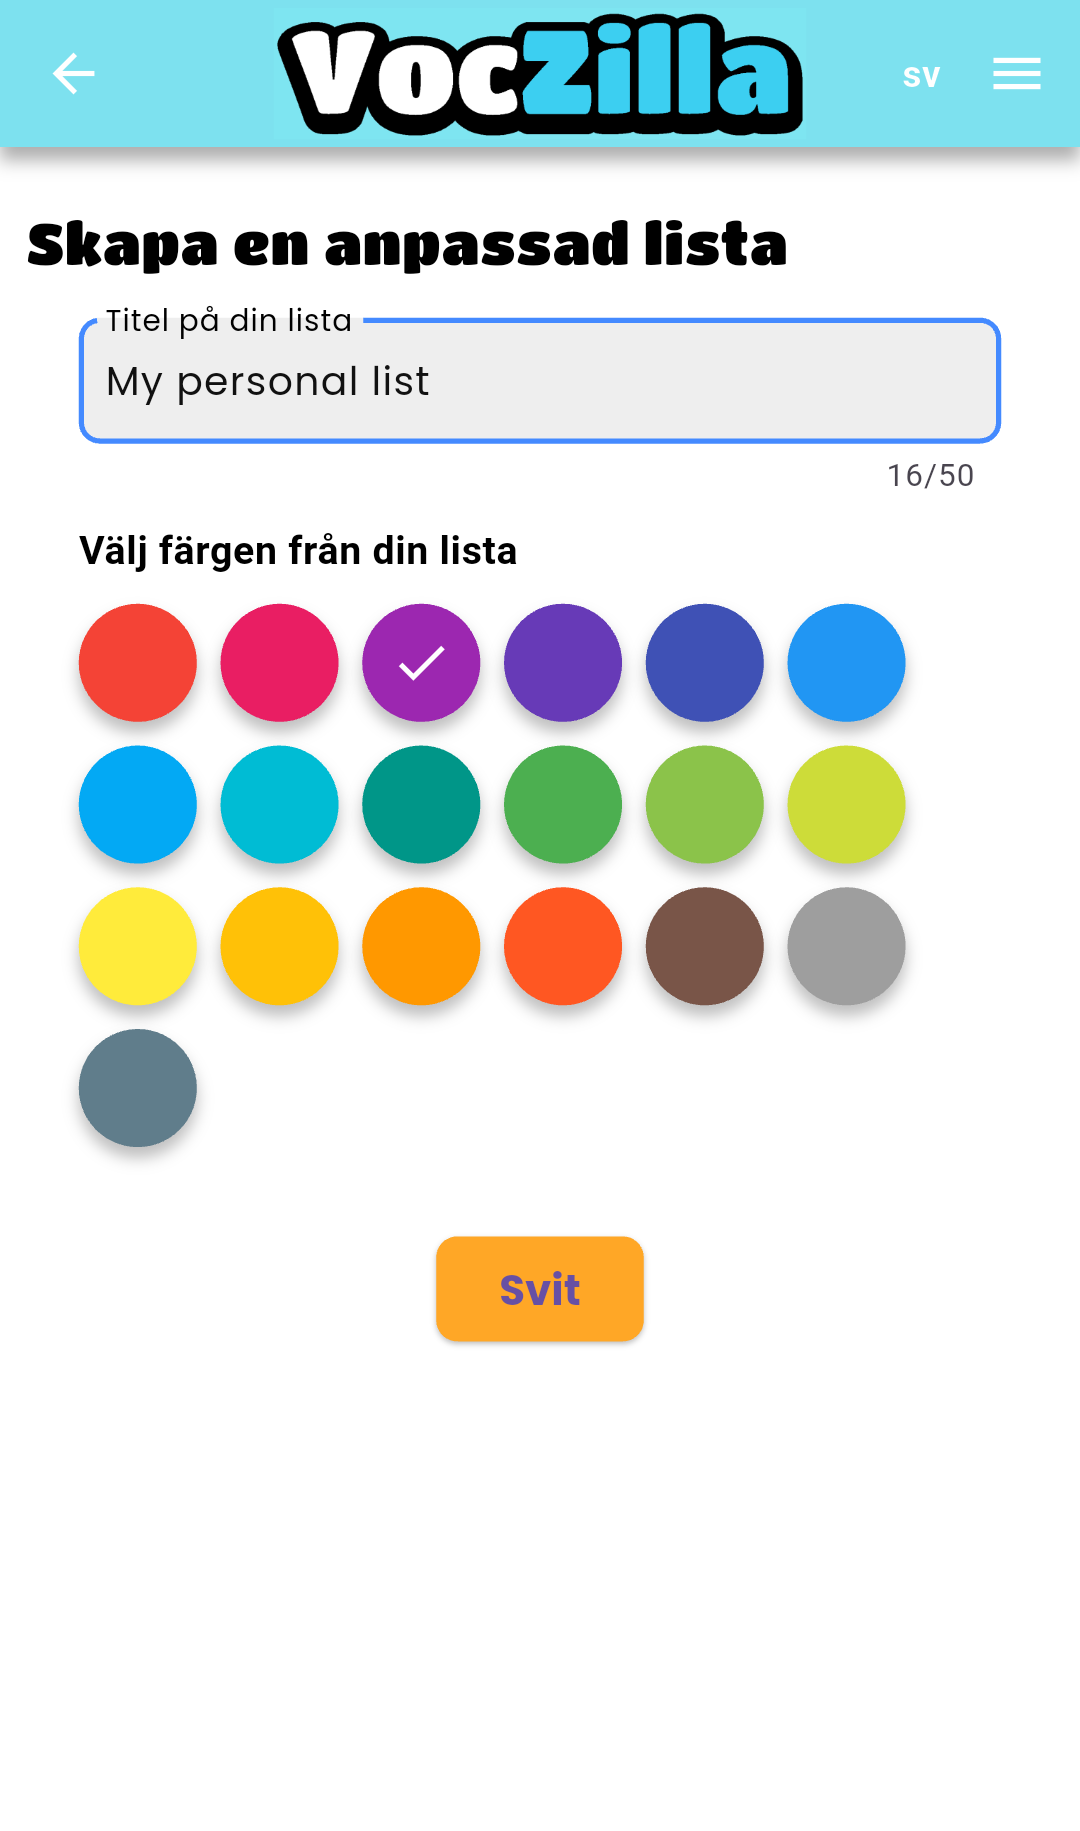 VocZilla
sv
Skapa en anpassad lista
Titel på din lista
My personal list
16/50
Välj färgen från din lista
Svit